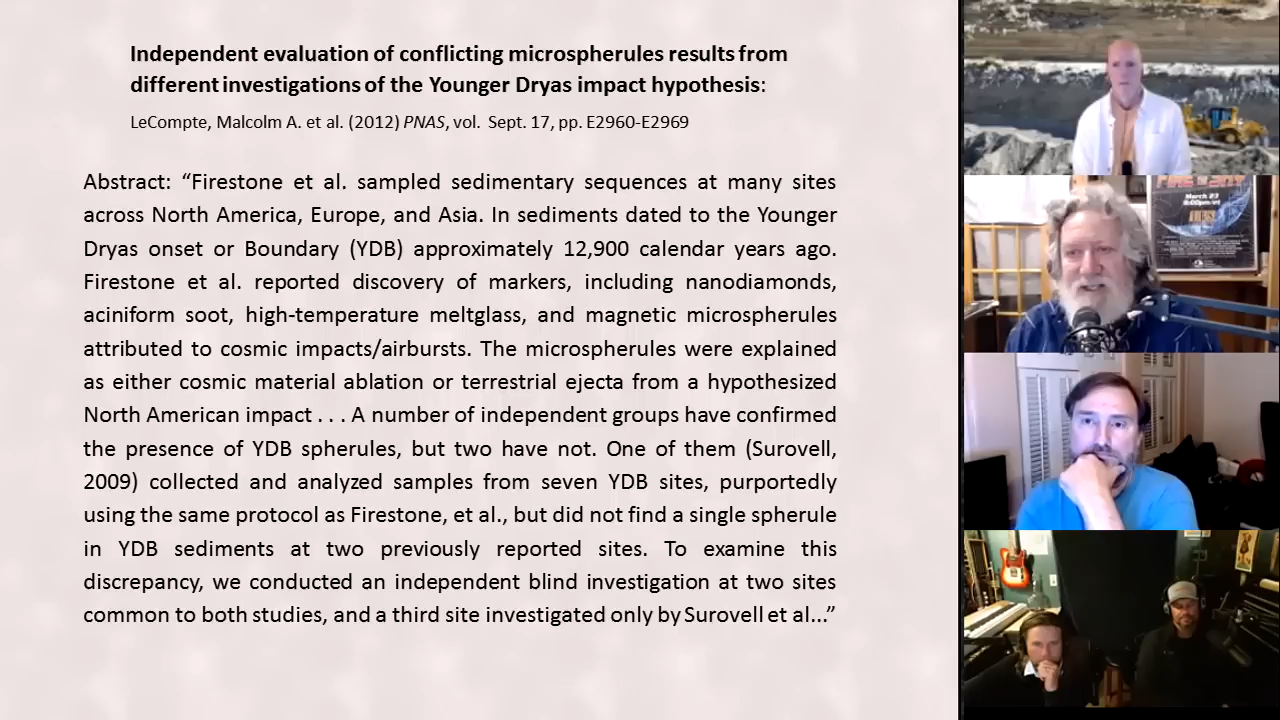 Independent evaluation of conflicting microspherules results from
different investigations of the Younger Dryas impact hypothesis:
LeCompte, Malcolm A. et al. (2012) PNAS, vol. Sept. 17, pp. E2960-E2969
Abstract: “Firestone et al. sampled sedimentary sequences at many sites
across North America, Europe, and Asia. In sediments dated to the Younger
Dryas onset or Boundary (YDB) approximately 12,900 calendar years ago.
Firestone et al. reported discovery of markers, including nanodiamonds,
aciniform soot, high-temperature meltglass, and magnetic microspherules
attributed to cosmic impacts/airbursts. The microspherules were explained
as either cosmic material ablation or terrestrial ejecta from a hypothesized
North American impact . . . A number of independent groups have confirmed
the presence of YDB spherules, but two have not. One of them (Surovell,
2009) collected and analyzed samples from seven YDB sites, purportedly
using the same protocol as Firestone, et al., but did not find a single spherule
in YDB sediments at two previously reported sites. To examine this
discrepancy, we conducted an independent blind investigation at two sites
common to both studies, and a third site investigated only by Surovell et al...”
March 23